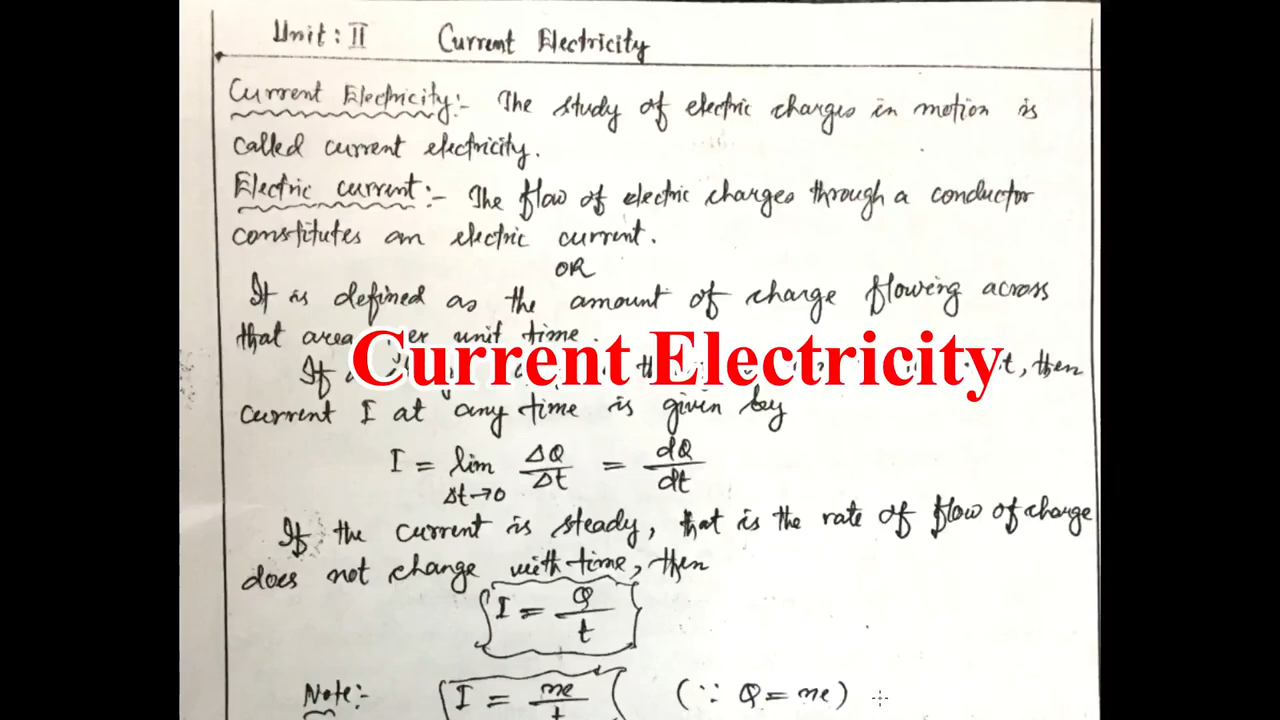 Unit: II Current Electricity
Current Electricity:- The study of electric charges in motion is
called current electricity.
Electric current:- The flow of electric charges through a conductor
constitutes an electric current.
OR
It is defined as the amount of charge flowing across
that area unit time.
Current Electricity
If t, then
current I at any time is given by
I = lim Δt→0 ΔQ/Δt = dQ/dt
If the current is steady, that is the rate of flow of charge
does not change with time, then
I = Q/t
Note:- I = ne/t (∵ Q = ne)